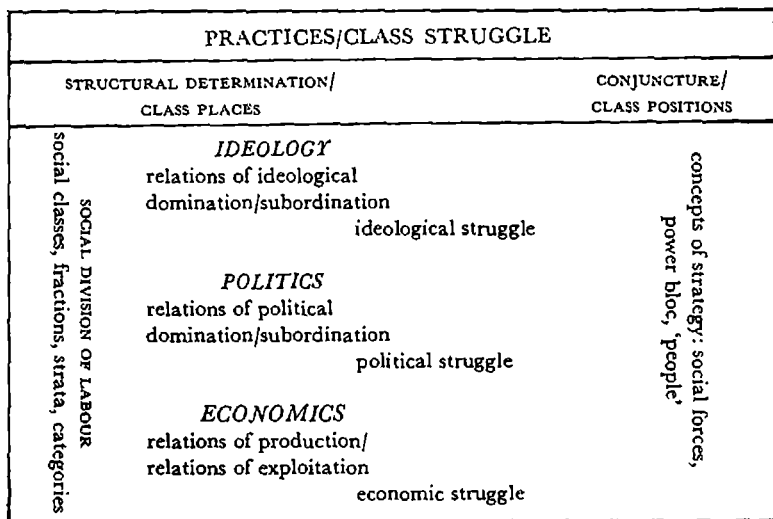 PRACTICES/CLASS STRUGGLE
STRUCTURAL DETERMINATION/
CLASS PLACES
CONJUNCTURE/
CLASS POSITIONS
SOCIAL DIVISION OF LABOUR
social classes, fractions, strata, categories
IDEOLOGY
relations of ideological
domination/subordination
ideological struggle
POLITICS
relations of political
domination/subordination
political struggle
ECONOMICS
relations of production/
relations of exploitation
economic struggle
concepts of strategy: social forces,
power bloc, ‘people’